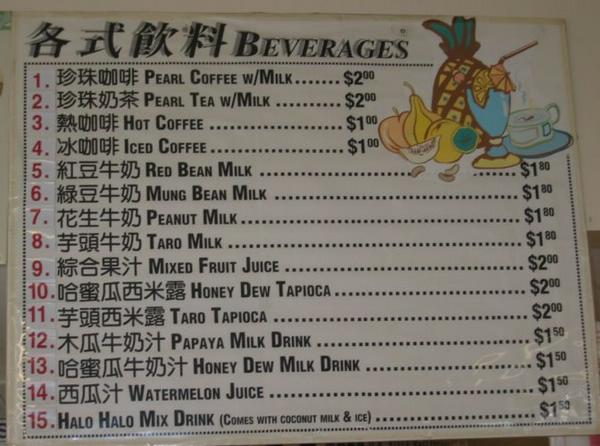 各式飲料 BEVERAGES
1. 珍珠咖啡 PEARL COFFEE W/MILK ....... $2.00
2. 珍珠奶茶 PEARL TEA W/MILK .......... $2.00
3. 熱咖啡 HOT COFFEE ..................... $1.00
4. 冰咖啡 ICED COFFEE .................... $1.00
5. 紅豆牛奶 RED BEAN MILK ........................ $1.80
6. 綠豆牛奶 MUNG BEAN MILK ........................ $1.80
7. 花生牛奶 PEANUT MILK ........................ $1.80
8. 芋頭牛奶 TARO MILK ........................ $1.80
9. 綜合果汁 MIXED FRUIT JUICE ........................ $2.00
10. 哈蜜瓜西米露 HONEY DEW TAPIOCA ........................ $2.00
11. 芋頭西米露 TARO TAPIOCA ........................ $2.00
12. 木瓜牛奶汁 PAPAYA MILK DRINK ........................ $1.50
13. 哈蜜瓜牛奶汁 HONEY DEW MILK DRINK ........................ $1.50
14. 西瓜汁 WATERMELON JUICE ........................ $1.50
15. HALO HALO MIX DRINK (COMES WITH COCONUT MILK & ICE) ........................ $1.50